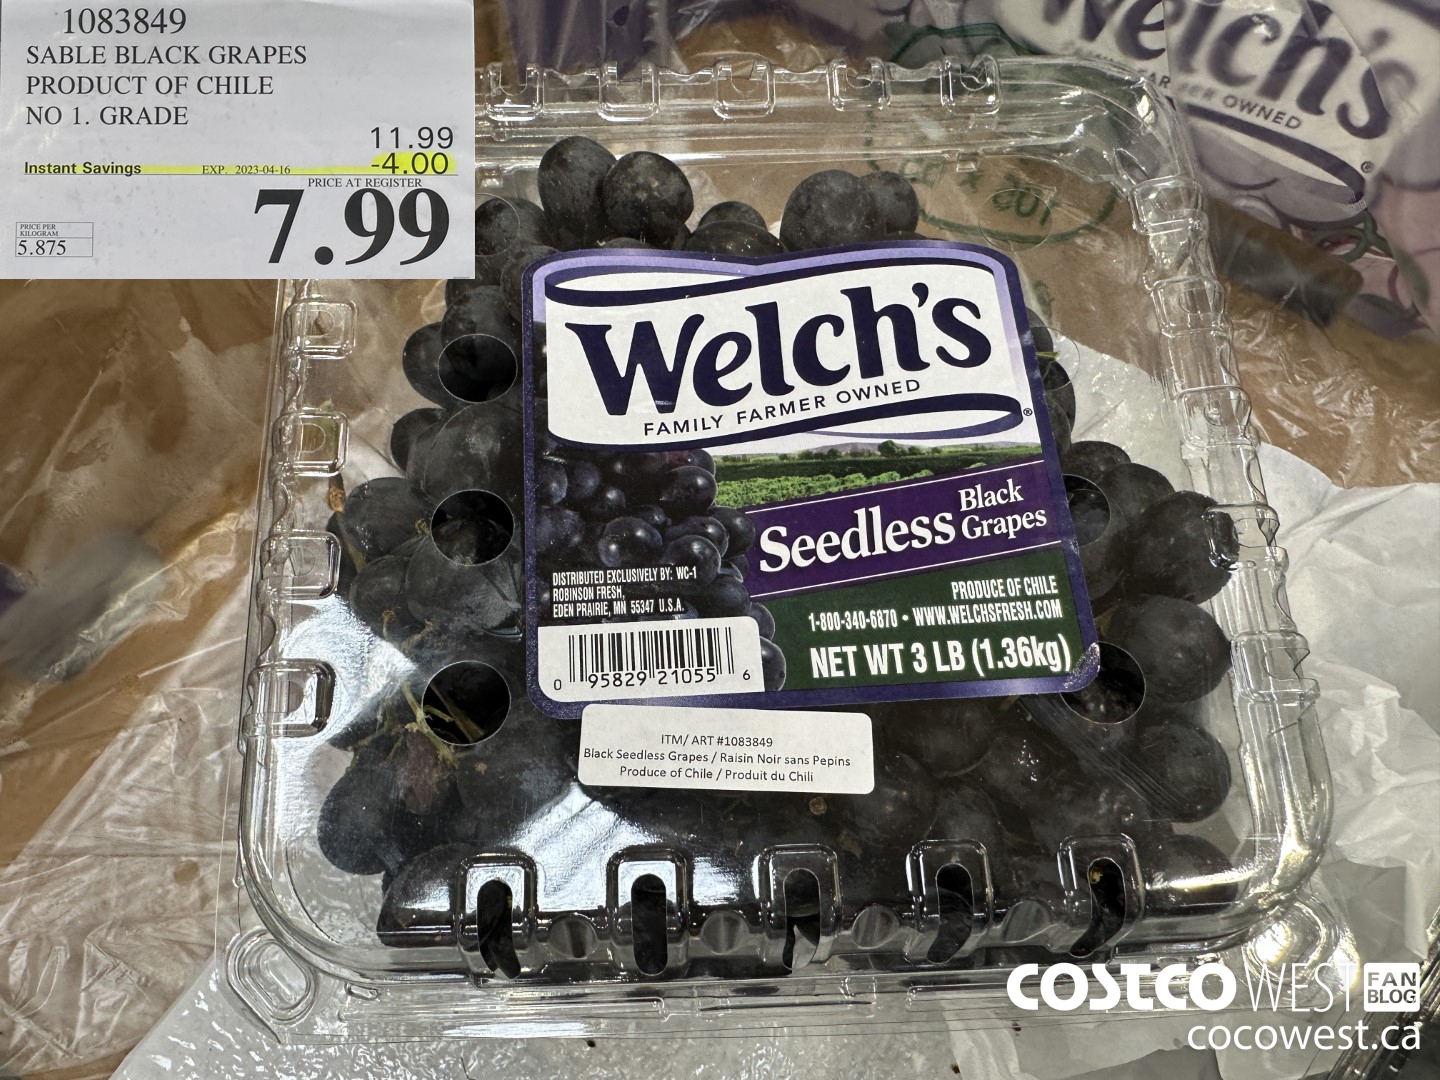 1083849
SABLE BLACK GRAPES
PRODUCT OF CHILE
NO 1. GRADE
11.99
Instant Savings EXP. 2023-04-16 -4.00
PRICE AT REGISTER
7.99
PRICE PER
KILOGRAM
5.875
Welch's
OWNED
®
Welch's
FAMILY FARMER OWNED
®
Seedless Black
Grapes
DISTRIBUTED EXCLUSIVELY BY: WC-1
ROBINSON FRESH,
EDEN PRAIRIE, MN 55347 U.S.A.
PRODUCE OF CHILE
1-800-340-6870 • WWW.WELCHSFRESH.COM
NET WT 3 LB (1.36kg)
0 95829 21055 6
ITM/ ART #1083849
Black Seedless Grapes / Raisin Noir sans Pepins
Produce of Chile / Produit du Chili
COSTCO WEST FAN
BLOG
cocowest.ca